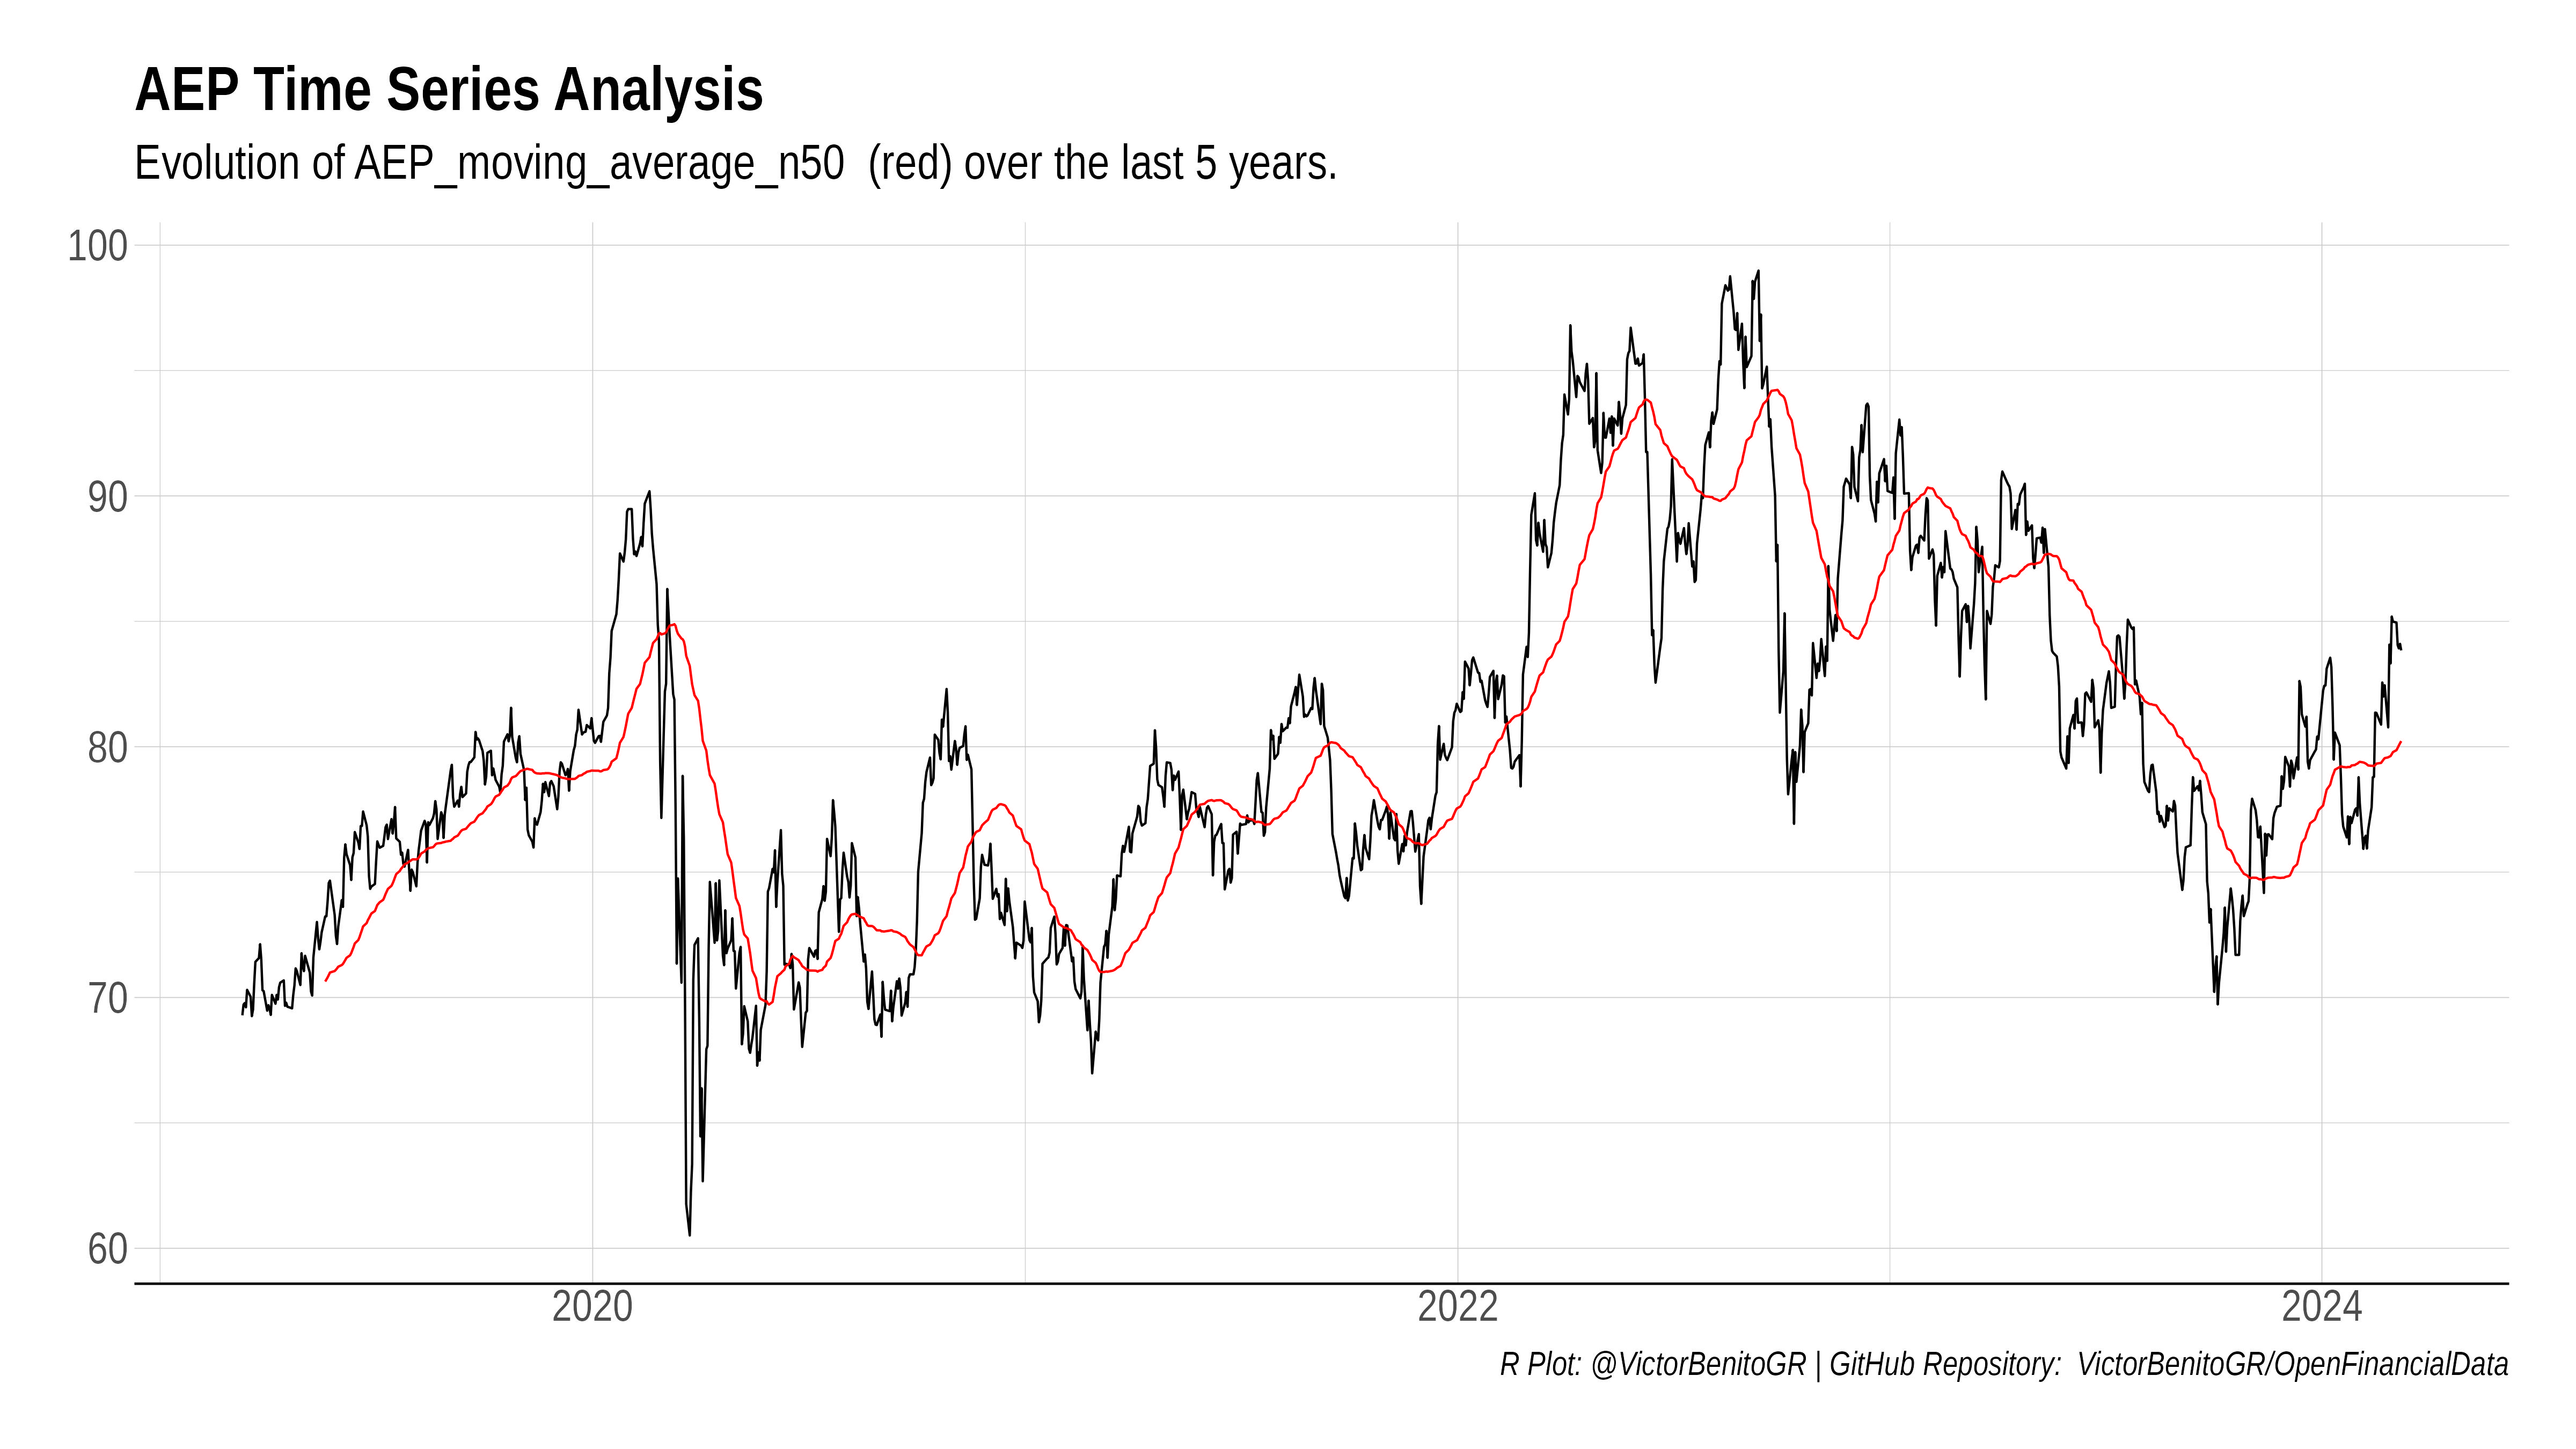 AEP Time Series Analysis
Evolution of AEP_moving_average_n50  (red) over the last 5 years.
100
90
80
70
60
2020 2022 2024
R Plot: @VictorBenitoGR | GitHub Repository:  VictorBenitoGR/OpenFinancialData